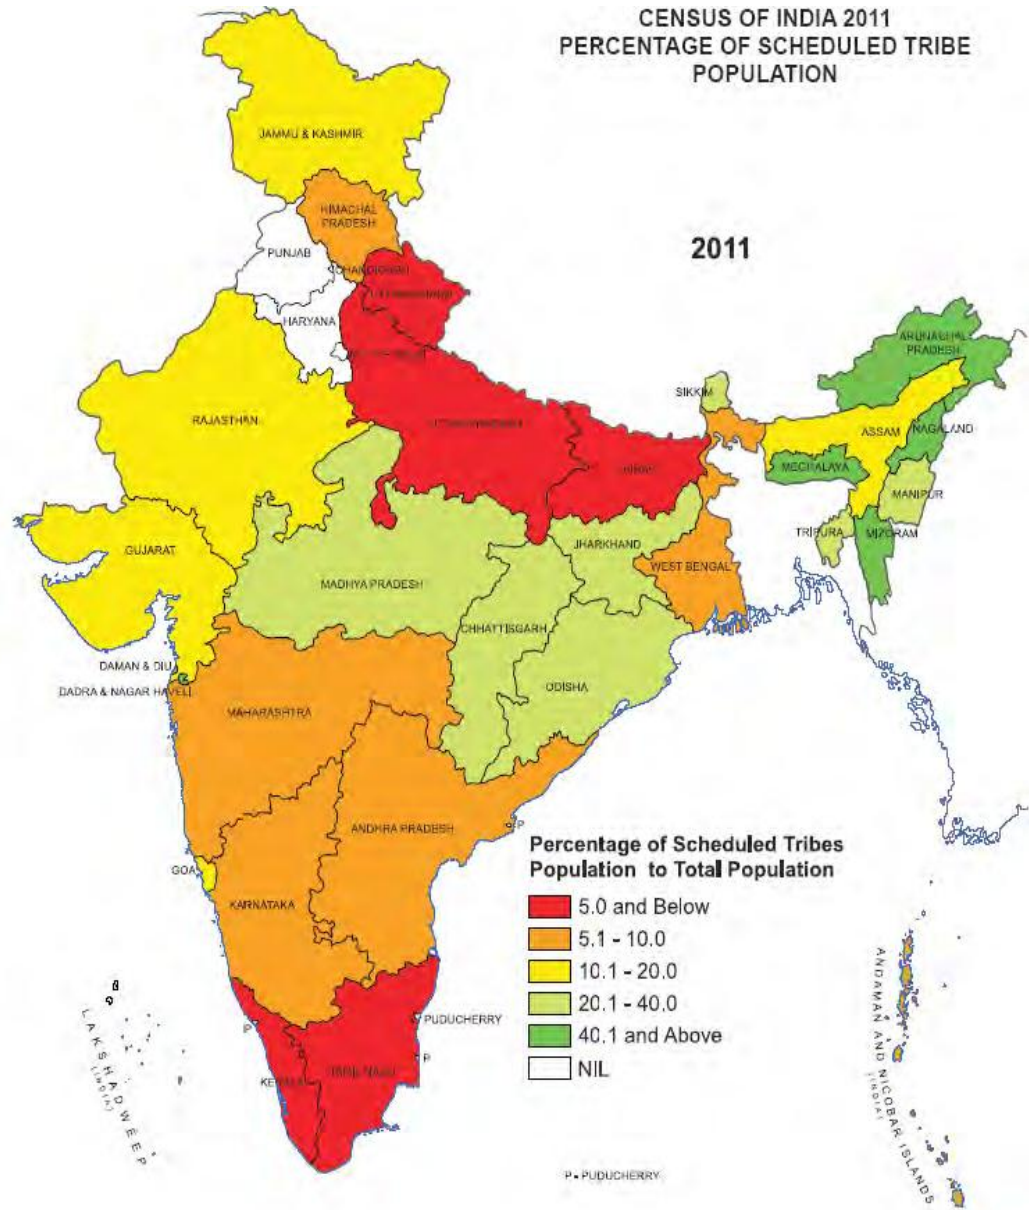 CENSUS OF INDIA 2011
PERCENTAGE OF SCHEDULED TRIBE
POPULATION
JAMMU & KASHMIR
HIMACHAL
PRADESH
2011
PUNJAB
CHANDIGARH
HARYANA
ARUNACHAL
PRADESH
SIKKIM
RAJASTHAN
ASSAM
NAGALAND
MEGHALAYA
MANIPUR
GUJARAT
JHARKHAND
TRIPURA
MIZORAM
WEST BENGAL
MADHYA PRADESH
CHHATTISGARH
DAMAN & DIU
DADRA & NAGAR HAVELI
ODISHA
MAHARASHTRA
ANDHRA PRADESH
P
GOA
KARNATAKA
Percentage of Scheduled Tribes
Population to Total Population
5.0 and Below
5.1 - 10.0
10.1 - 20.0
20.1 - 40.0
40.1 and Above
NIL
P
PUDUCHERRY
P
KERALA
TAMIL NADU
LAKSHADWEEP
(INDIA)
ANDAMAN AND NICOBAR ISLANDS
(INDIA)
P - PUDUCHERRY